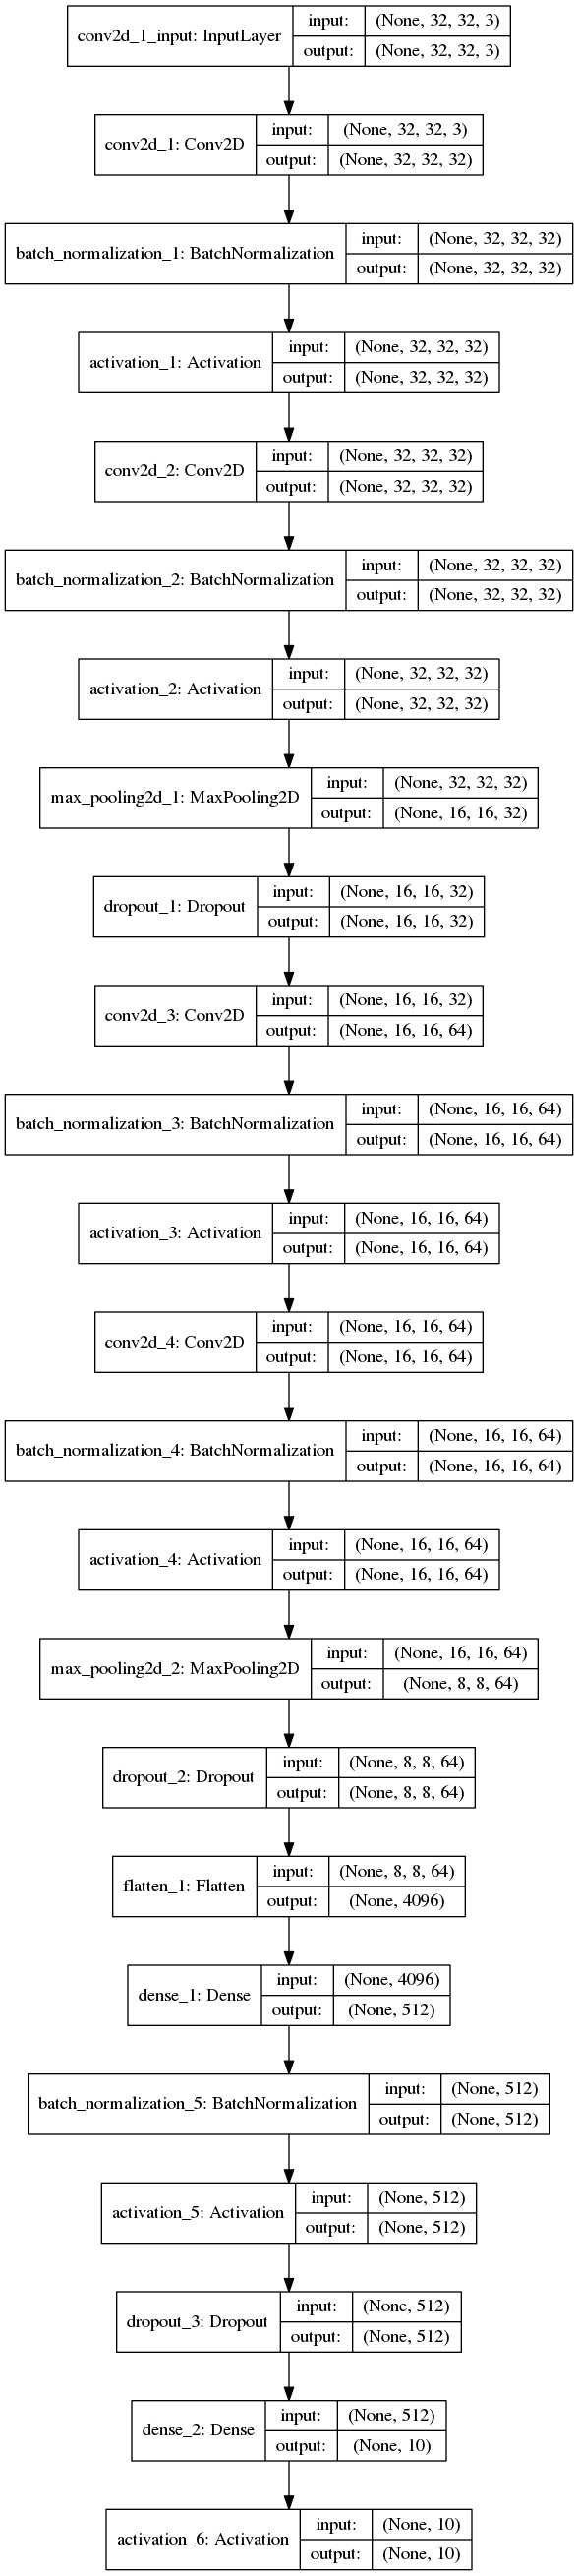 conv2d_1_input: InputLayer
input: (None, 32, 32, 3)
output: (None, 32, 32, 3)
conv2d_1: Conv2D
input: (None, 32, 32, 3)
output: (None, 32, 32, 32)
batch_normalization_1: BatchNormalization
input: (None, 32, 32, 32)
output: (None, 32, 32, 32)
activation_1: Activation
input: (None, 32, 32, 32)
output: (None, 32, 32, 32)
conv2d_2: Conv2D
input: (None, 32, 32, 32)
output: (None, 32, 32, 32)
batch_normalization_2: BatchNormalization
input: (None, 32, 32, 32)
output: (None, 32, 32, 32)
activation_2: Activation
input: (None, 32, 32, 32)
output: (None, 32, 32, 32)
max_pooling2d_1: MaxPooling2D
input: (None, 32, 32, 32)
output: (None, 16, 16, 32)
dropout_1: Dropout
input: (None, 16, 16, 32)
output: (None, 16, 16, 32)
conv2d_3: Conv2D
input: (None, 16, 16, 32)
output: (None, 16, 16, 64)
batch_normalization_3: BatchNormalization
input: (None, 16, 16, 64)
output: (None, 16, 16, 64)
activation_3: Activation
input: (None, 16, 16, 64)
output: (None, 16, 16, 64)
conv2d_4: Conv2D
input: (None, 16, 16, 64)
output: (None, 16, 16, 64)
batch_normalization_4: BatchNormalization
input: (None, 16, 16, 64)
output: (None, 16, 16, 64)
activation_4: Activation
input: (None, 16, 16, 64)
output: (None, 16, 16, 64)
max_pooling2d_2: MaxPooling2D
input: (None, 16, 16, 64)
output: (None, 8, 8, 64)
dropout_2: Dropout
input: (None, 8, 8, 64)
output: (None, 8, 8, 64)
flatten_1: Flatten
input: (None, 8, 8, 64)
output: (None, 4096)
dense_1: Dense
input: (None, 4096)
output: (None, 512)
batch_normalization_5: BatchNormalization
input: (None, 512)
output: (None, 512)
activation_5: Activation
input: (None, 512)
output: (None, 512)
dropout_3: Dropout
input: (None, 512)
output: (None, 512)
dense_2: Dense
input: (None, 512)
output: (None, 10)
activation_6: Activation
input: (None, 10)
output: (None, 10)